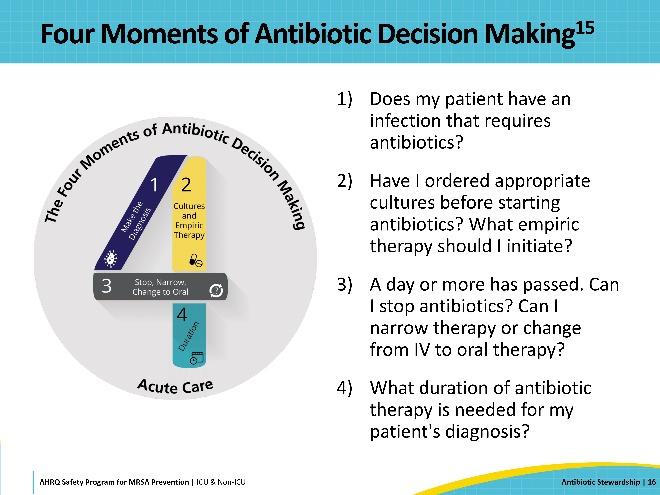 Four Moments of Antibiotic Decision Making15
The Four Moments of Antibiotic Decision Making
1
Make the
Diagnosis
2
Cultures
and
Empiric
Therapy
3
Stop, Narrow,
Change to Oral
4
Duration
Acute Care
1) Does my patient have an
infection that requires
antibiotics?
2) Have I ordered appropriate
cultures before starting
antibiotics? What empiric
therapy should I initiate?
3) A day or more has passed. Can
I stop antibiotics? Can I
narrow therapy or change
from IV to oral therapy?
4) What duration of antibiotic
therapy is needed for my
patient's diagnosis?
AHRQ Safety Program for MRSA Prevention | ICU & Non-ICU
Antibiotic Stewardship | 16